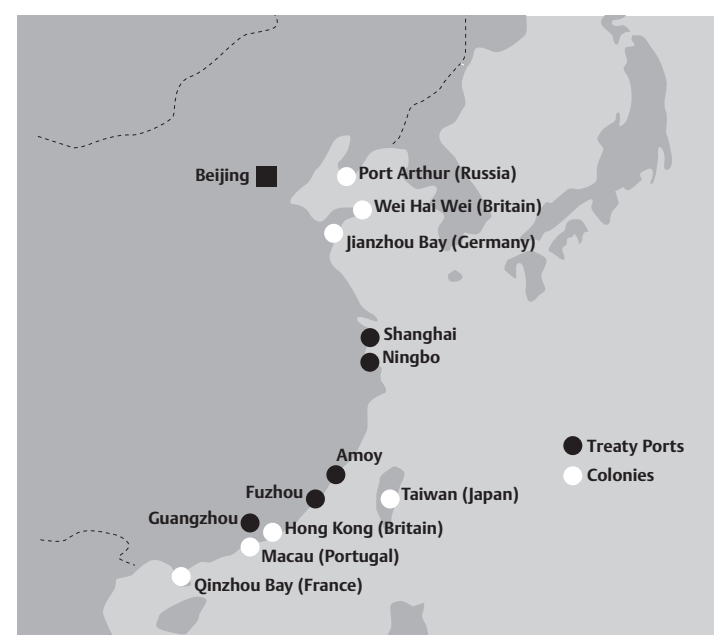 Beijing
Port Arthur (Russia)
Wei Hai Wei (Britain)
Jianzhou Bay (Germany)
Shanghai
Ningbo
Treaty Ports
Colonies
Amoy
Fuzhou
Taiwan (Japan)
Guangzhou
Hong Kong (Britain)
Macau (Portugal)
Qinzhou Bay (France)